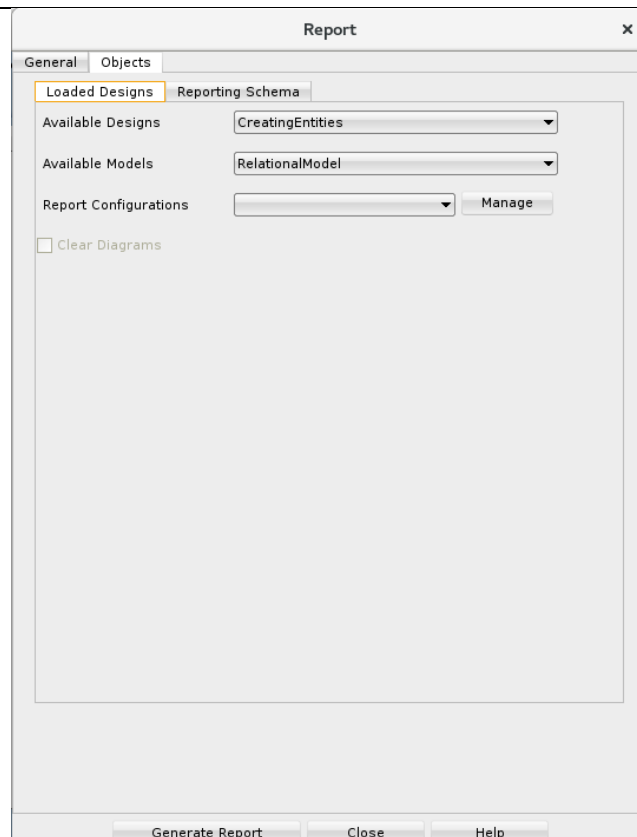 Report
General Objects
Loaded Designs Reporting Schema
Available Designs CreatingEntities
Available Models RelationalModel
Report Configurations Manage
Clear Diagrams
Generate Report Close Help